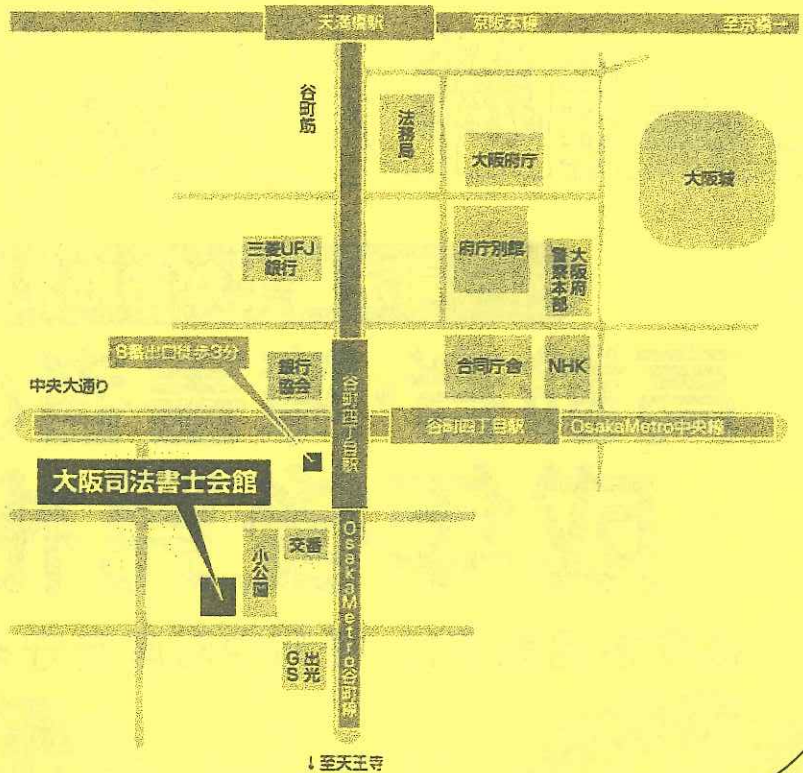 天満橋駅
京阪本線
至京橋→
谷町筋
法務局
大阪府庁
大阪城
三菱UFJ
銀行
府庁別館
大阪府
警察本部
8番出口徒歩3分
銀行
協会
合同庁舎
NHK
中央大通り
谷町四丁目駅
谷町四丁目駅
OsakaMetro中央線
大阪司法書士会館
小公園
交番
OsakaMetro谷町線
出光
GS
↓至天王寺